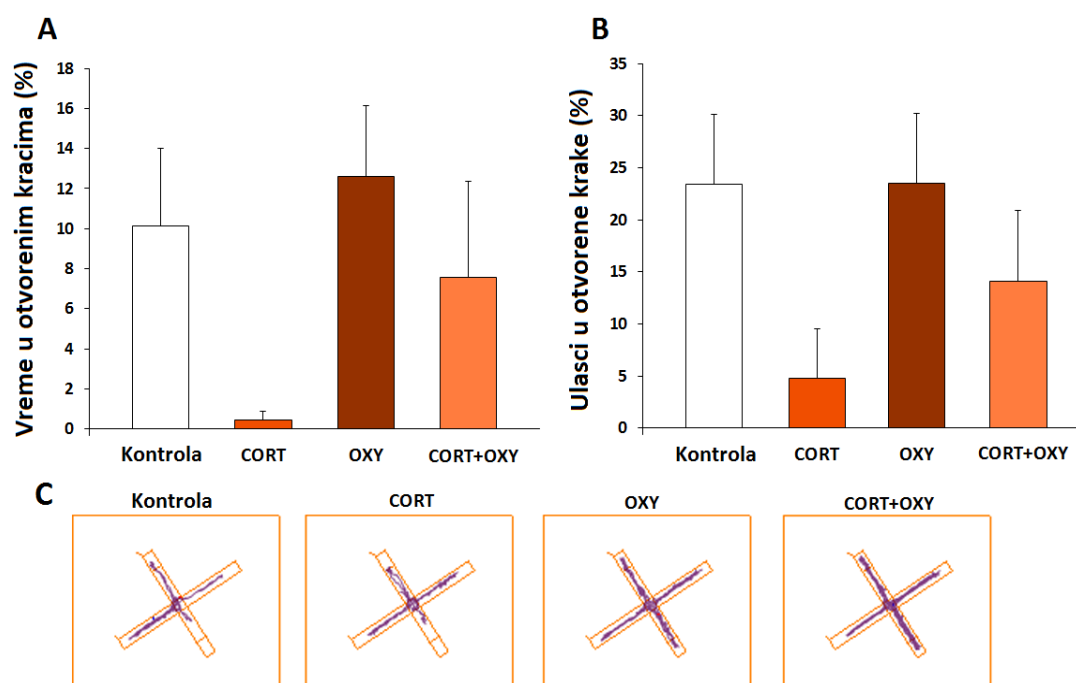 A
Vreme u otvorenim kracima (%)
18
16
14
12
10
8
6
4
2
0
Kontrola CORT OXY CORT+OXY
B
Ulasci u otvorene krake (%)
35
30
25
20
15
10
5
0
Kontrola CORT OXY CORT+OXY
C
Kontrola CORT OXY CORT+OXY